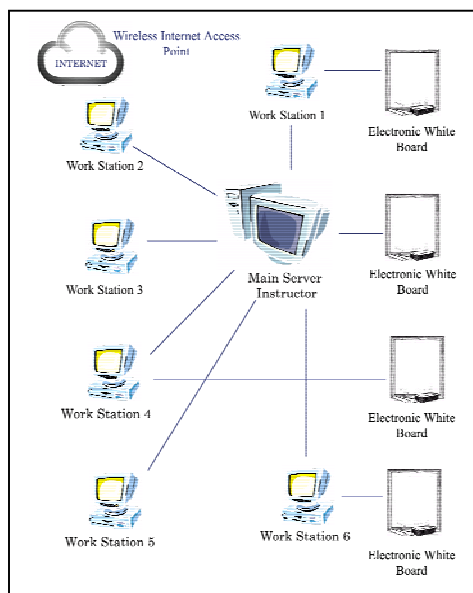 Wireless Internet Access
Point
INTERNET
Work Station 1
Electronic White
Board
Work Station 2
Work Station 3
Main Server
Instructor
Electronic White
Board
Work Station 4
Electronic White
Board
Work Station 5
Work Station 6
Electronic White
Board